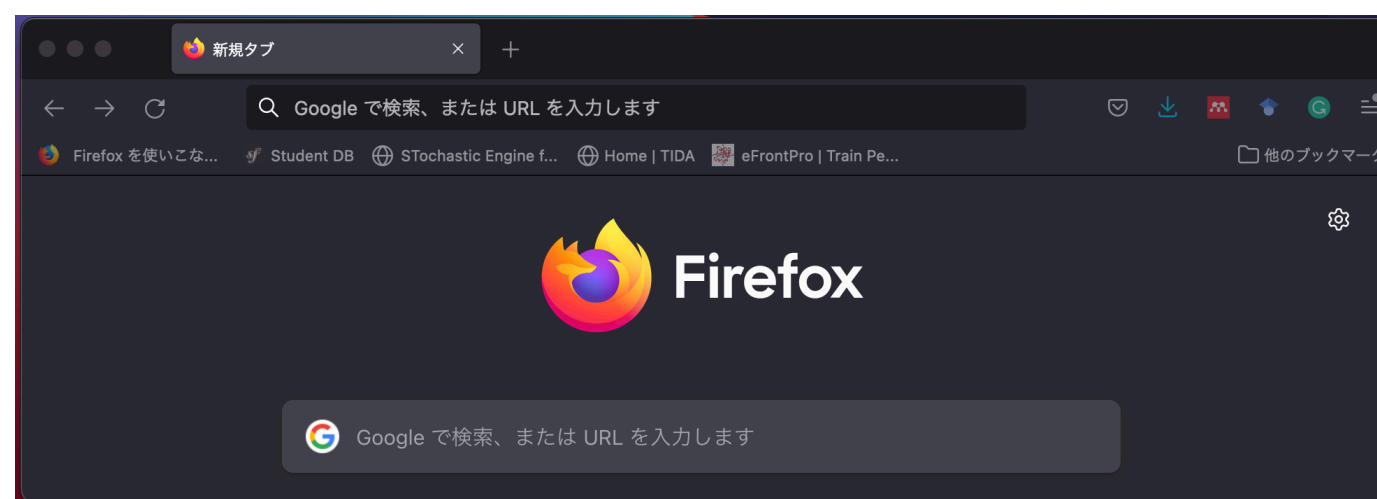 新規タブ
Google で検索、または URL を入力します
Firefox を使いこな... Student DB STochastic Engine f... Home | TIDA eFrontPro | Train Pe... 他のブックマーク
Firefox
Google で検索、または URL を入力します